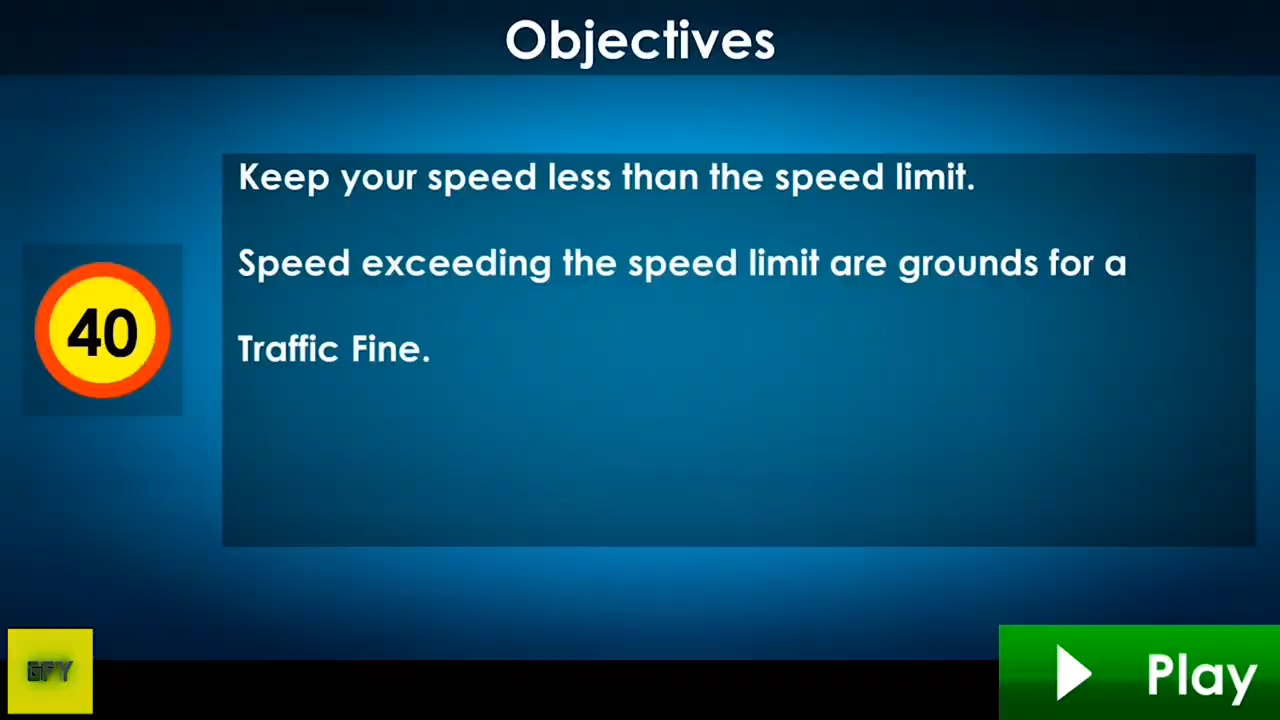 Objectives
Keep your speed less than the speed limit.
Speed exceeding the speed limit are grounds for a
Traffic Fine.
40
GFY
Play